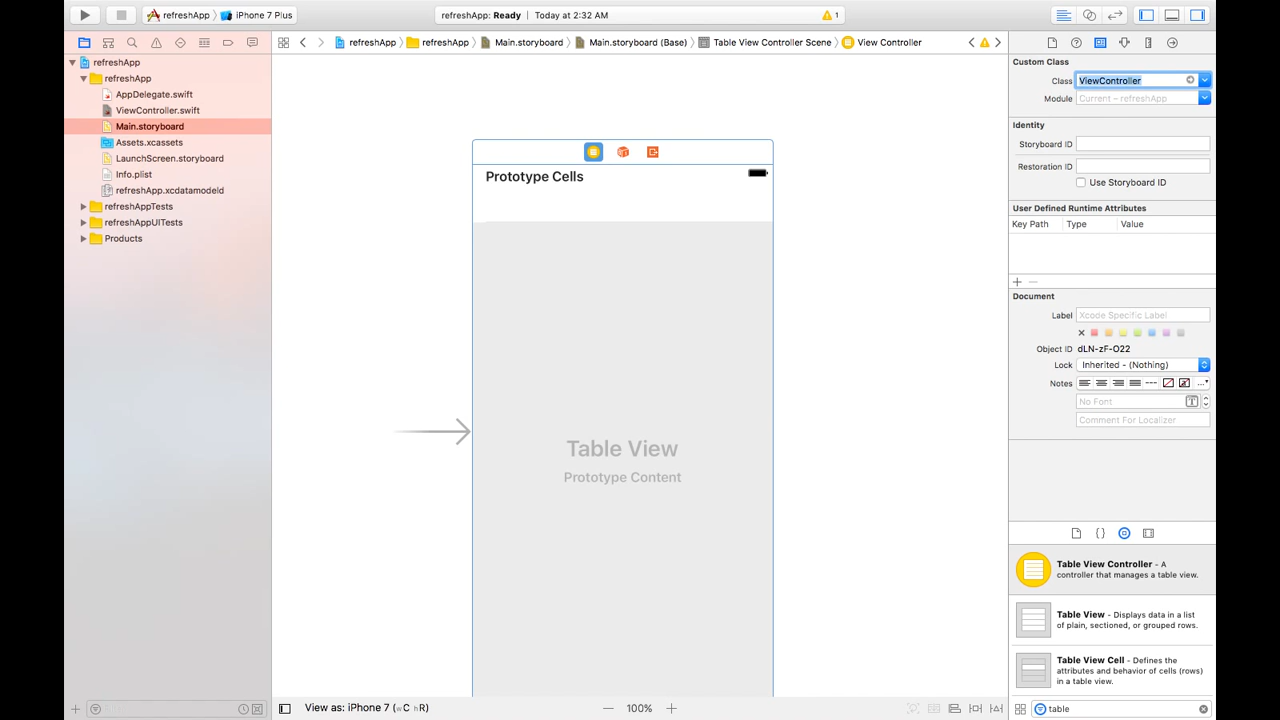 refreshApp
iPhone 7 Plus
refreshApp: Ready
Today at 2:32 AM
1
refreshApp
refreshApp
Main.storyboard
Main.storyboard (Base)
Table View Controller Scene
View Controller
refreshApp
refreshApp
AppDelegate.swift
ViewController.swift
Main.storyboard
Assets.xcassets
LaunchScreen.storyboard
Info.plist
refreshApp.xcdatamodeld
refreshAppTests
refreshAppUITests
Products
Prototype Cells
Table View
Prototype Content
View as: iPhone 7 (wC hR)
100%
Custom Class
Class ViewController
Module Current – refreshApp
Identity
Storyboard ID
Restoration ID
Use Storyboard ID
User Defined Runtime Attributes
Key Path Type Value
Document
Label Xcode Specific Label
Object ID dLN-zF-O22
Lock Inherited - (Nothing)
Notes
No Font
Comment For Localizer
Table View Controller - A
controller that manages a table view.
Table View - Displays data in a list
of plain, sectioned, or grouped rows.
Table View Cell - Defines the
attributes and behavior of cells (rows)
in a table view.
table